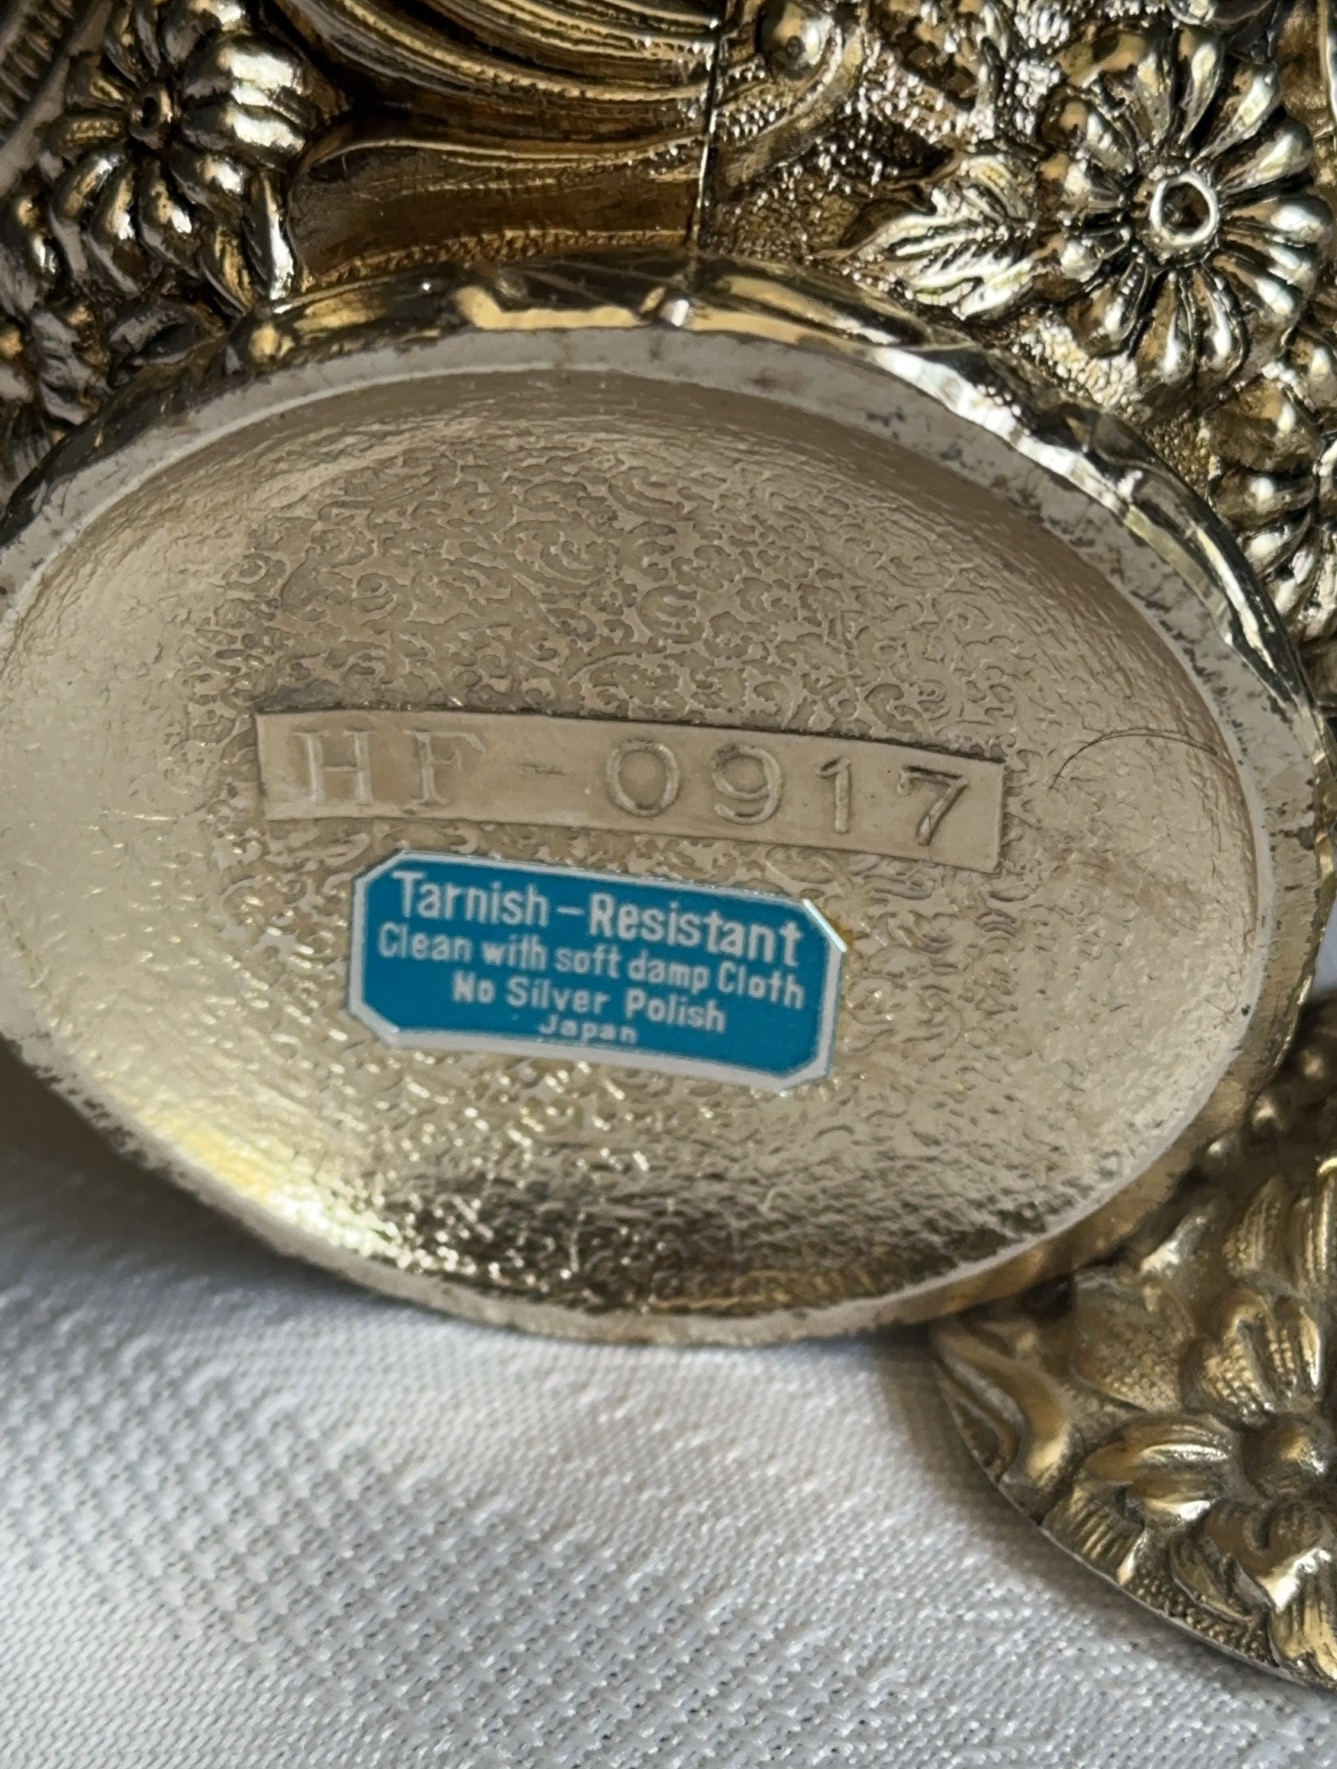 HF - 0917
Tarnish - Resistant
Clean with soft damp Cloth
No Silver Polish
Japan